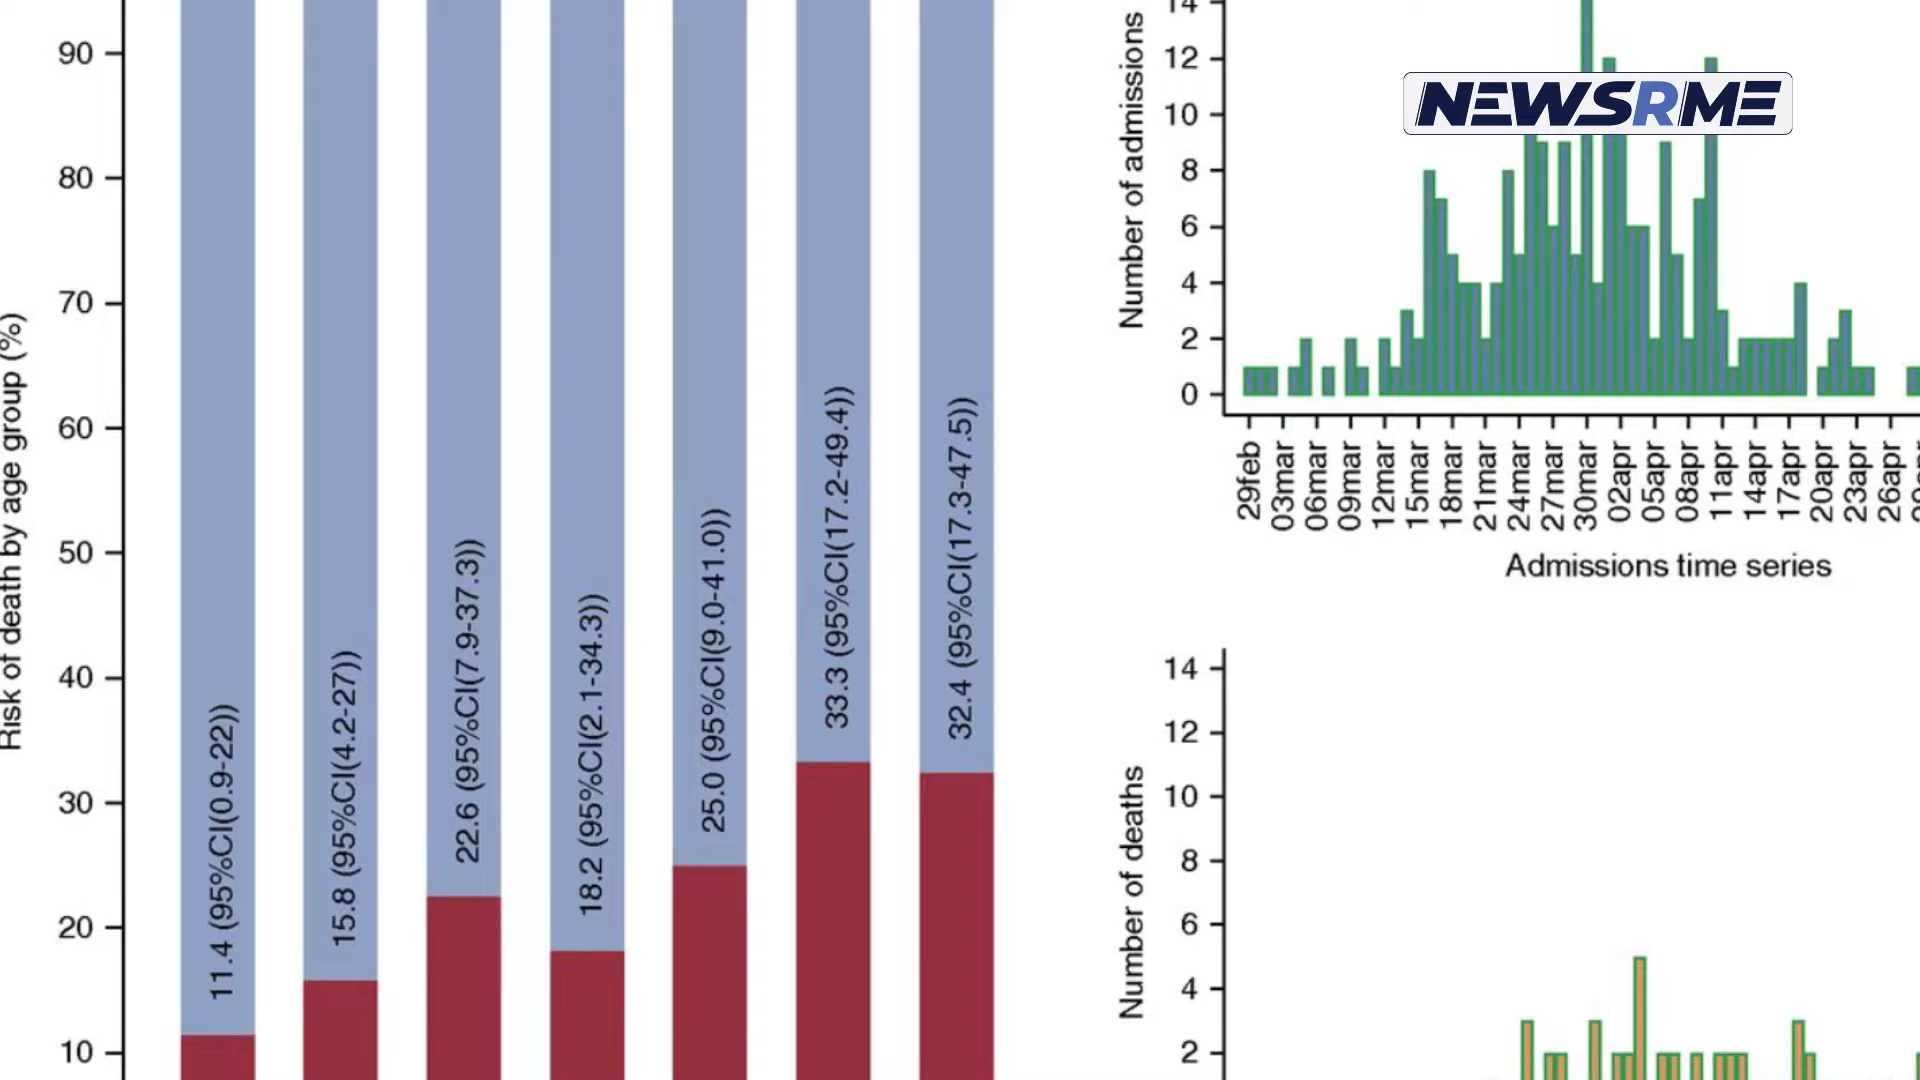 Risk of death by age group (%)
90
80
70
60
50
40
30
20
10
11.4 (95%CI(0.9-22))
15.8 (95%CI(4.2-27))
22.6 (95%CI(7.9-37.3))
18.2 (95%CI(2.1-34.3))
25.0 (95%CI(9.0-41.0))
33.3 (95%CI(17.2-49.4))
32.4 (95%CI(17.3-47.5))
NEWSRME
Number of admissions
14
12
10
8
6
4
2
0
29feb
03mar
06mar
09mar
12mar
15mar
18mar
21mar
24mar
27mar
30mar
02apr
05apr
08apr
11apr
14apr
17apr
20apr
23apr
26apr
Admissions time series
Number of deaths
14
12
10
8
6
4
2